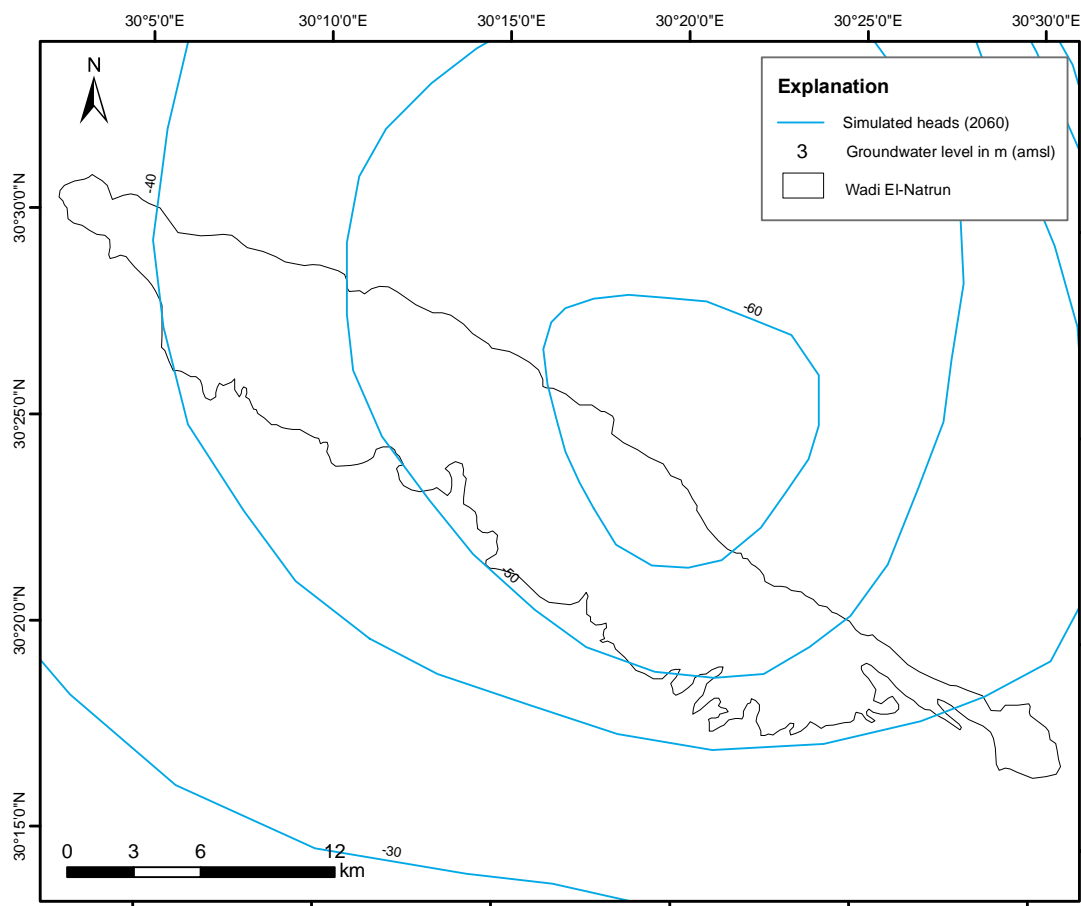 30°5'0"E 30°10'0"E 30°15'0"E 30°20'0"E 30°25'0"E 30°30'0"E
N
Explanation
Simulated heads (2060)
3 Groundwater level in m (amsl)
Wadi El-Natrun
-40
30°30'0"N
-60
30°25'0"N
-50
30°20'0"N
30°15'0"N
-30
0 3 6 12
km